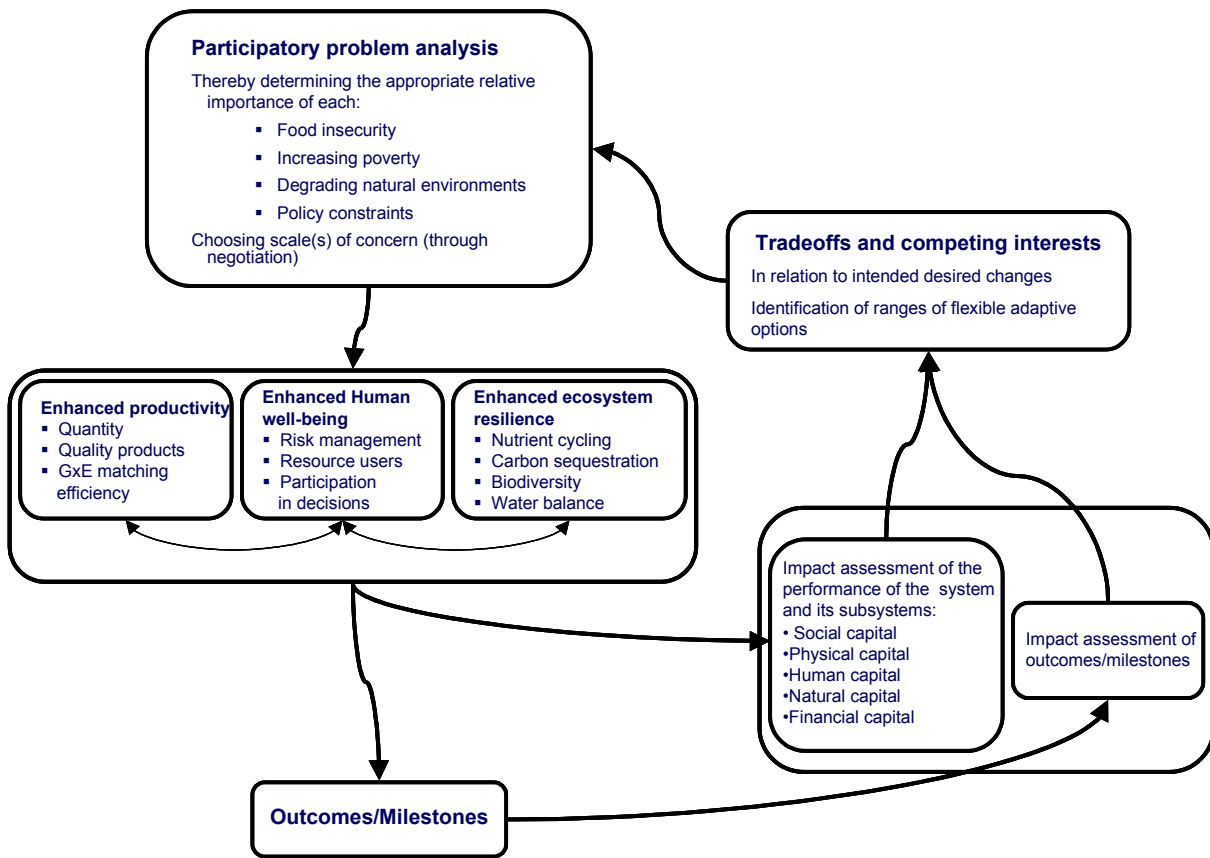 Participatory problem analysis
Thereby determining the appropriate relative
importance of each:
▪ Food insecurity
▪ Increasing poverty
▪ Degrading natural environments
▪ Policy constraints
Choosing scale(s) of concern (through
negotiation)
Tradeoffs and competing interests
In relation to intended desired changes
Identification of ranges of flexible adaptive
options
Enhanced productivity
▪ Quantity
▪ Quality products
▪ GxE matching
efficiency
Enhanced Human
well-being
▪ Risk management
▪ Resource users
▪ Participation
in decisions
Enhanced ecosystem
resilience
▪ Nutrient cycling
▪ Carbon sequestration
▪ Biodiversity
▪ Water balance
Impact assessment of the
performance of the system
and its subsystems:
• Social capital
•Physical capital
•Human capital
•Natural capital
•Financial capital
Impact assessment of
outcomes/milestones
Outcomes/Milestones